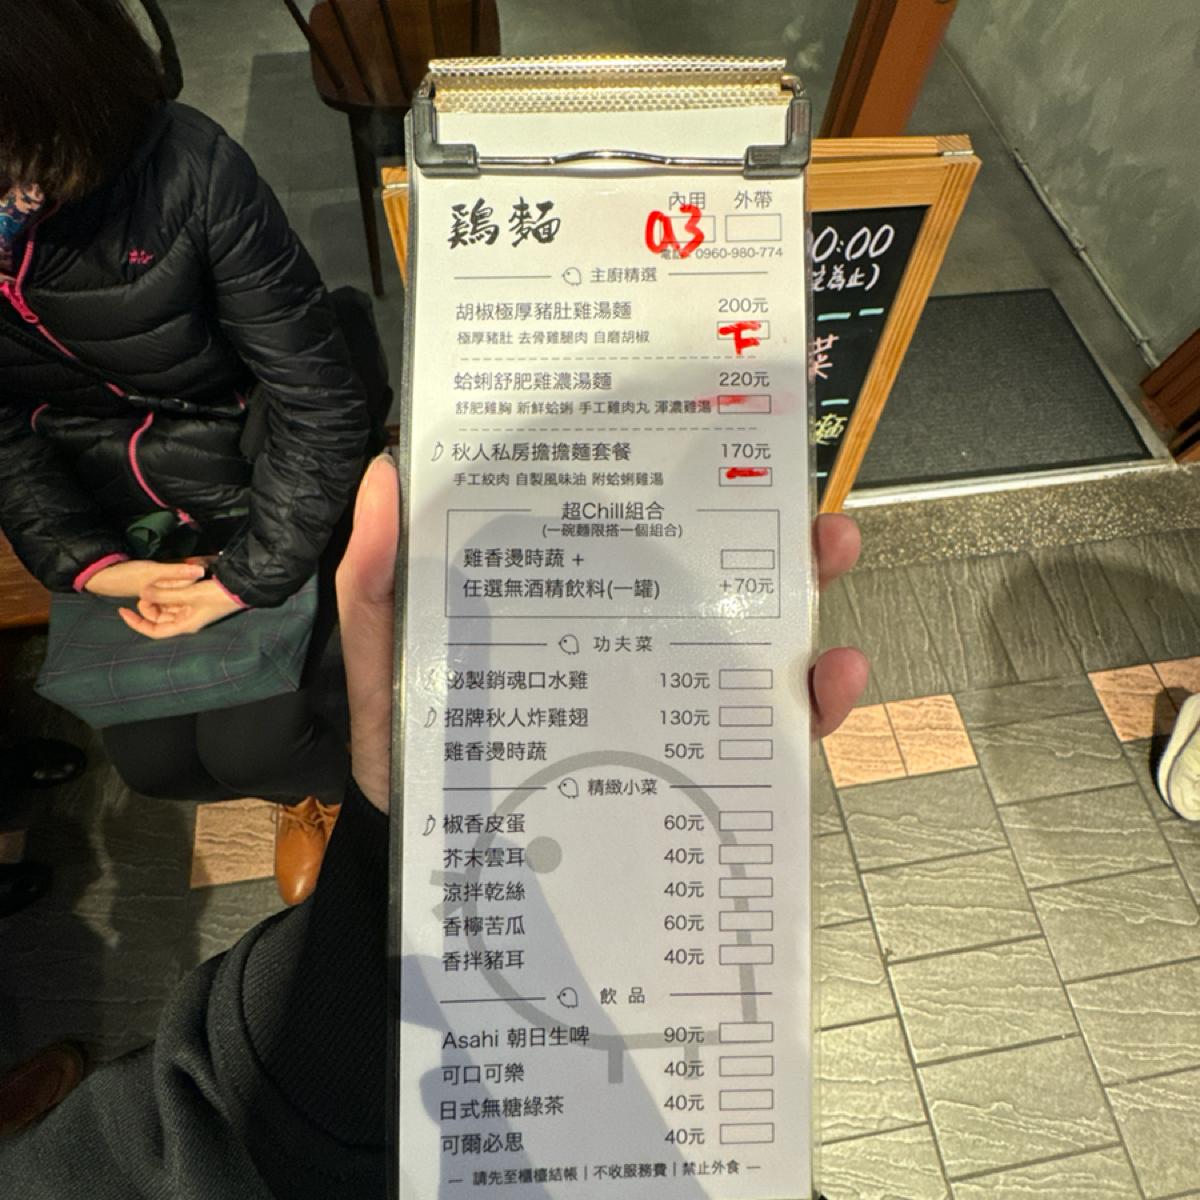 鷄麵
內用 外帶
a3
0960-980-774
主廚精選
胡椒極厚豬肚雞湯麵 200元
極厚豬肚 去骨雞腿肉 自磨胡椒
下
蛤蜊舒肥雞濃湯麵 220元
舒肥雞胸 新鮮蛤蜊 手工雞肉丸 渾濃雞湯
一
秋人私房擔擔麵套餐 170元
手工絞肉 自製風味油 附蛤蜊雞湯
一
超Chill組合
(一碗麵限搭一個組合)
雞香燙時蔬 +
任選無酒精飲料(一罐) +70元
功夫菜
祕製銷魂口水雞 130元
招牌秋人炸雞翅 130元
雞香燙時蔬 50元
精緻小菜
椒香皮蛋 60元
芥末雲耳 40元
涼拌乾絲 40元
香檸苦瓜 60元
香拌豬耳 40元
飲品
Asahi 朝日生啤 90元
可口可樂 40元
日式無糖綠茶 40元
可爾必思 40元
— 請先至櫃檯結帳 | 不收服務費 | 禁止外食 —
0:00
為止)
菜
麵